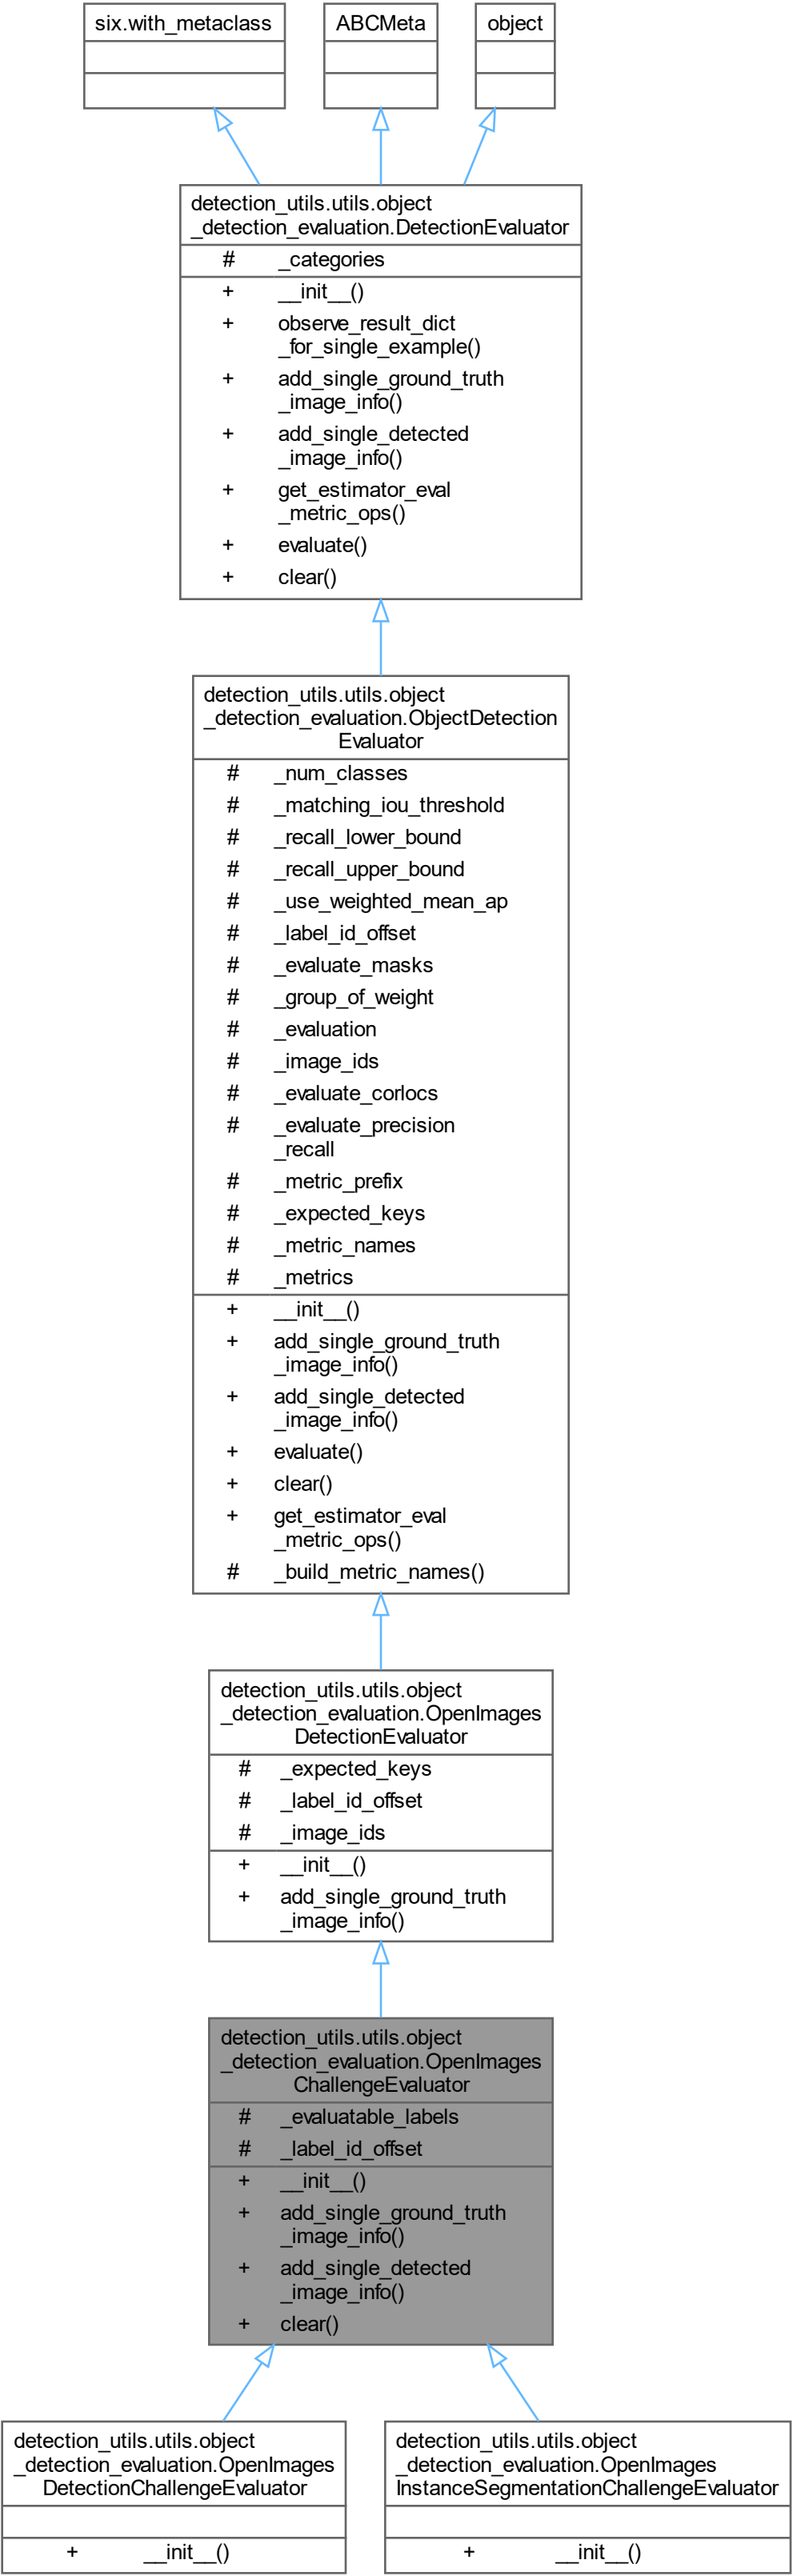 six.with_metaclass
ABCMeta
object
detection_utils.utils.object
_detection_evaluation.DetectionEvaluator
# _categories
+ __init__()
+ observe_result_dict
_for_single_example()
+ add_single_ground_truth
_image_info()
+ add_single_detected
_image_info()
+ get_estimator_eval
_metric_ops()
+ evaluate()
+ clear()
detection_utils.utils.object
_detection_evaluation.ObjectDetection
Evaluator
# _num_classes
# _matching_iou_threshold
# _recall_lower_bound
# _recall_upper_bound
# _use_weighted_mean_ap
# _label_id_offset
# _evaluate_masks
# _group_of_weight
# _evaluation
# _image_ids
# _evaluate_corlocs
# _evaluate_precision
_recall
# _metric_prefix
# _expected_keys
# _metric_names
# _metrics
+ __init__()
+ add_single_ground_truth
_image_info()
+ add_single_detected
_image_info()
+ evaluate()
+ clear()
+ get_estimator_eval
_metric_ops()
# _build_metric_names()
detection_utils.utils.object
_detection_evaluation.OpenImages
DetectionEvaluator
# _expected_keys
# _label_id_offset
# _image_ids
+ __init__()
+ add_single_ground_truth
_image_info()
detection_utils.utils.object
_detection_evaluation.OpenImages
ChallengeEvaluator
# _evaluatable_labels
# _label_id_offset
+ __init__()
+ add_single_ground_truth
_image_info()
+ add_single_detected
_image_info()
+ clear()
detection_utils.utils.object
_detection_evaluation.OpenImages
DetectionChallengeEvaluator
+ __init__()
detection_utils.utils.object
_detection_evaluation.OpenImages
InstanceSegmentationChallengeEvaluator
+ __init__()